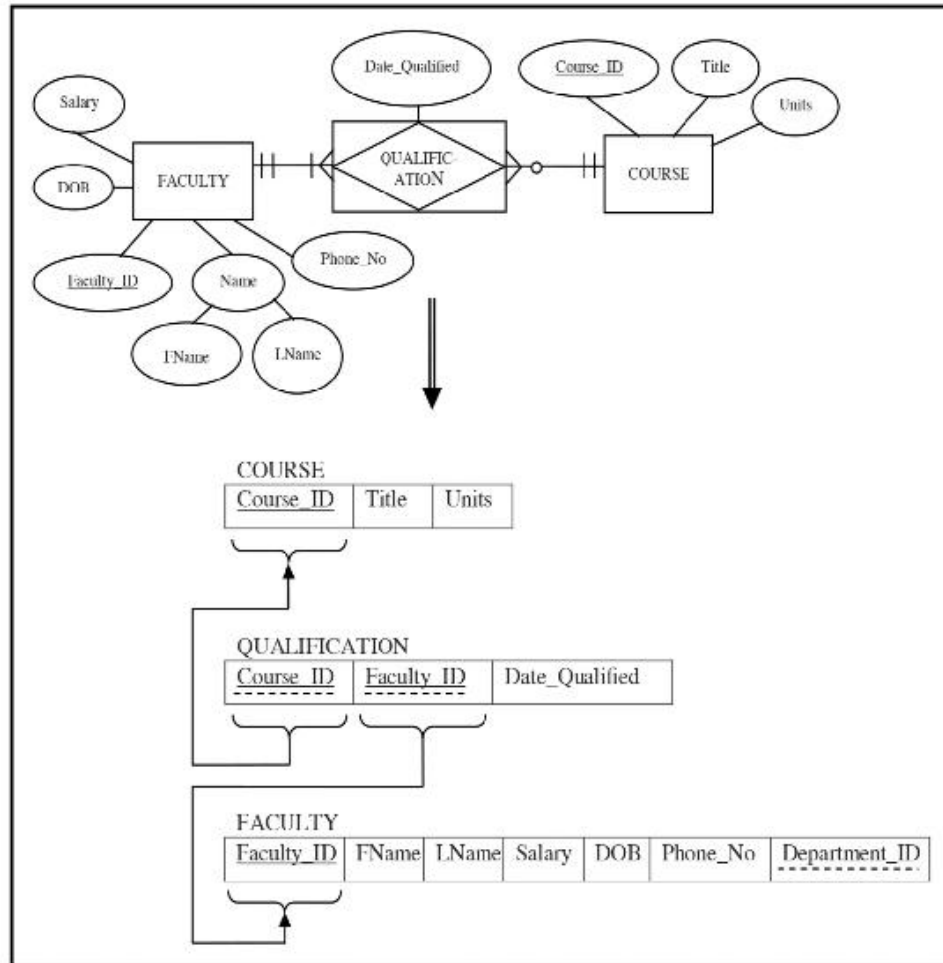 Date_Qualified
Course_ID
Title
Salary
Units
QUALIFIC-
ATION
FACULTY
COURSE
DOB
Phone_No
Faculty_ID
Name
FName
LName
COURSE
Course_ID Title Units
QUALIFICATION
Course_ID Faculty_ID Date_Qualified
FACULTY
Faculty_ID FName LName Salary DOB Phone_No Department_ID